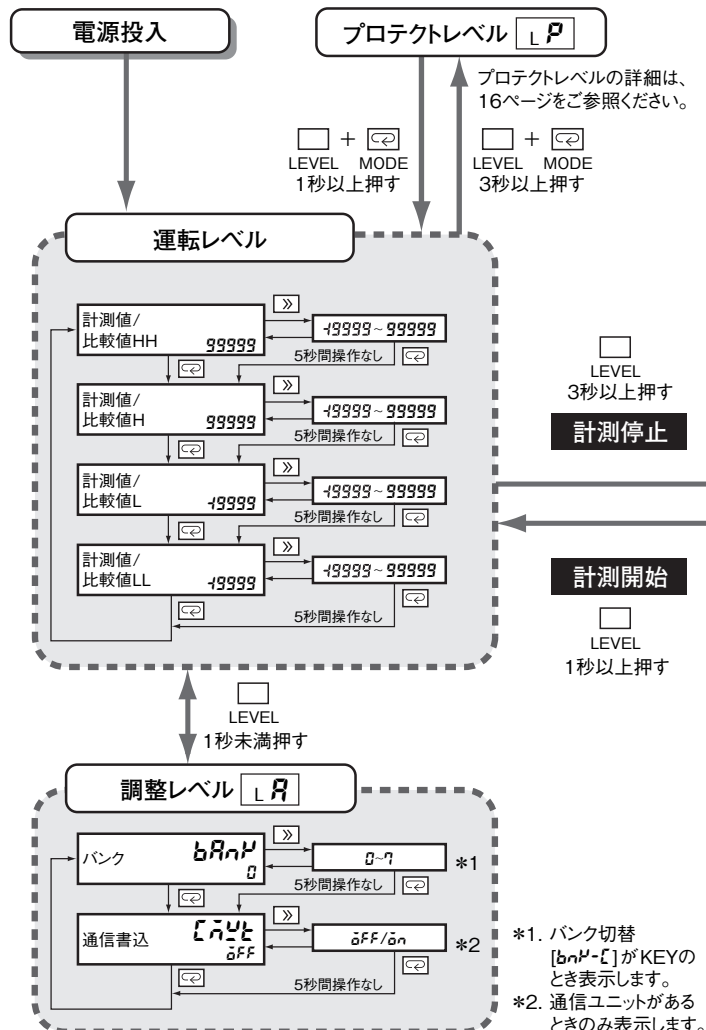 電源投入
プロテクトレベル L P
プロテクトレベルの詳細は、
16ページをご参照ください。
+
LEVEL MODE
1秒以上押す
+
LEVEL MODE
3秒以上押す
運転レベル
計測値/
比較値HH 99999
-19999~99999
5秒間操作なし
計測値/
比較値H 99999
-19999~99999
5秒間操作なし
計測値/
比較値L -19999
-19999~99999
5秒間操作なし
計測値/
比較値LL -19999
-19999~99999
5秒間操作なし
LEVEL
3秒以上押す
計測停止
計測開始
LEVEL
1秒以上押す
LEVEL
1秒未満押す
調整レベル L A
バンク bAnK
0
0~7
*1
5秒間操作なし
通信書込 CMWt
oFF
oFF/on
*2
5秒間操作なし
*1. バンク切替
[bnK-C]がKEYの
とき表示します。
*2. 通信ユニットがある
ときのみ表示します。